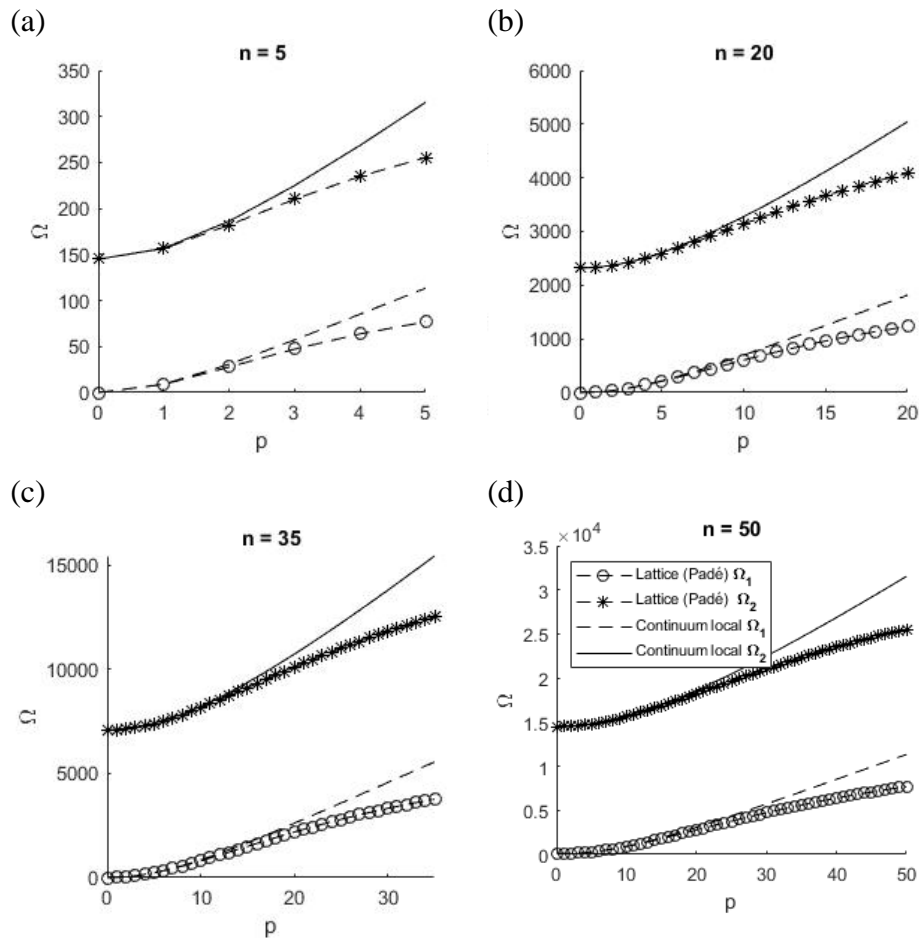 (a)
n = 5
350
300
250
200
150
100
50
0
Ω
0 1 2 3 4 5
p
(b)
n = 20
6000
5000
4000
3000
2000
1000
0
Ω
0 5 10 15 20
p
(c)
n = 35
15000
10000
5000
0
Ω
0 10 20 30
p
(d)
n = 50
× 10⁴
3.5
3
2.5
2
1.5
1
0.5
0
Ω
0 10 20 30 40 50
p
Lattice (Padé) Ω₁
Lattice (Padé) Ω₂
Continuum local Ω₁
Continuum local Ω₂